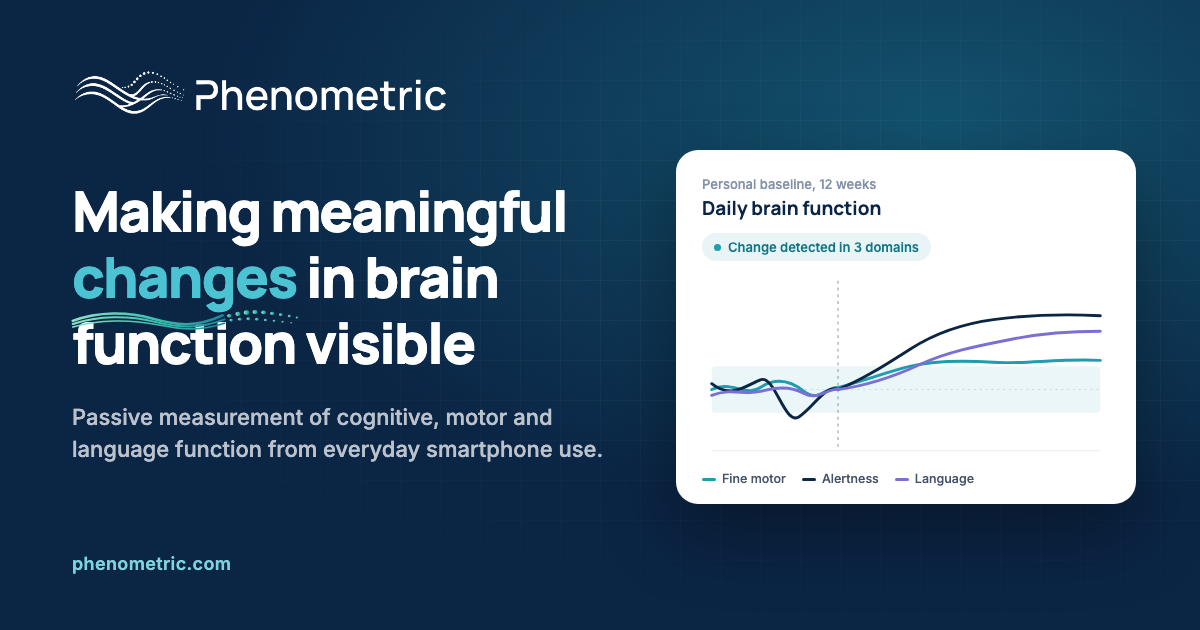 Phenometric
Making meaningful
changes in brain
function visible
Passive measurement of cognitive, motor and
language function from everyday smartphone use.
phenometric.com
Personal baseline, 12 weeks
Daily brain function
Change detected in 3 domains
Fine motor
Alertness
Language